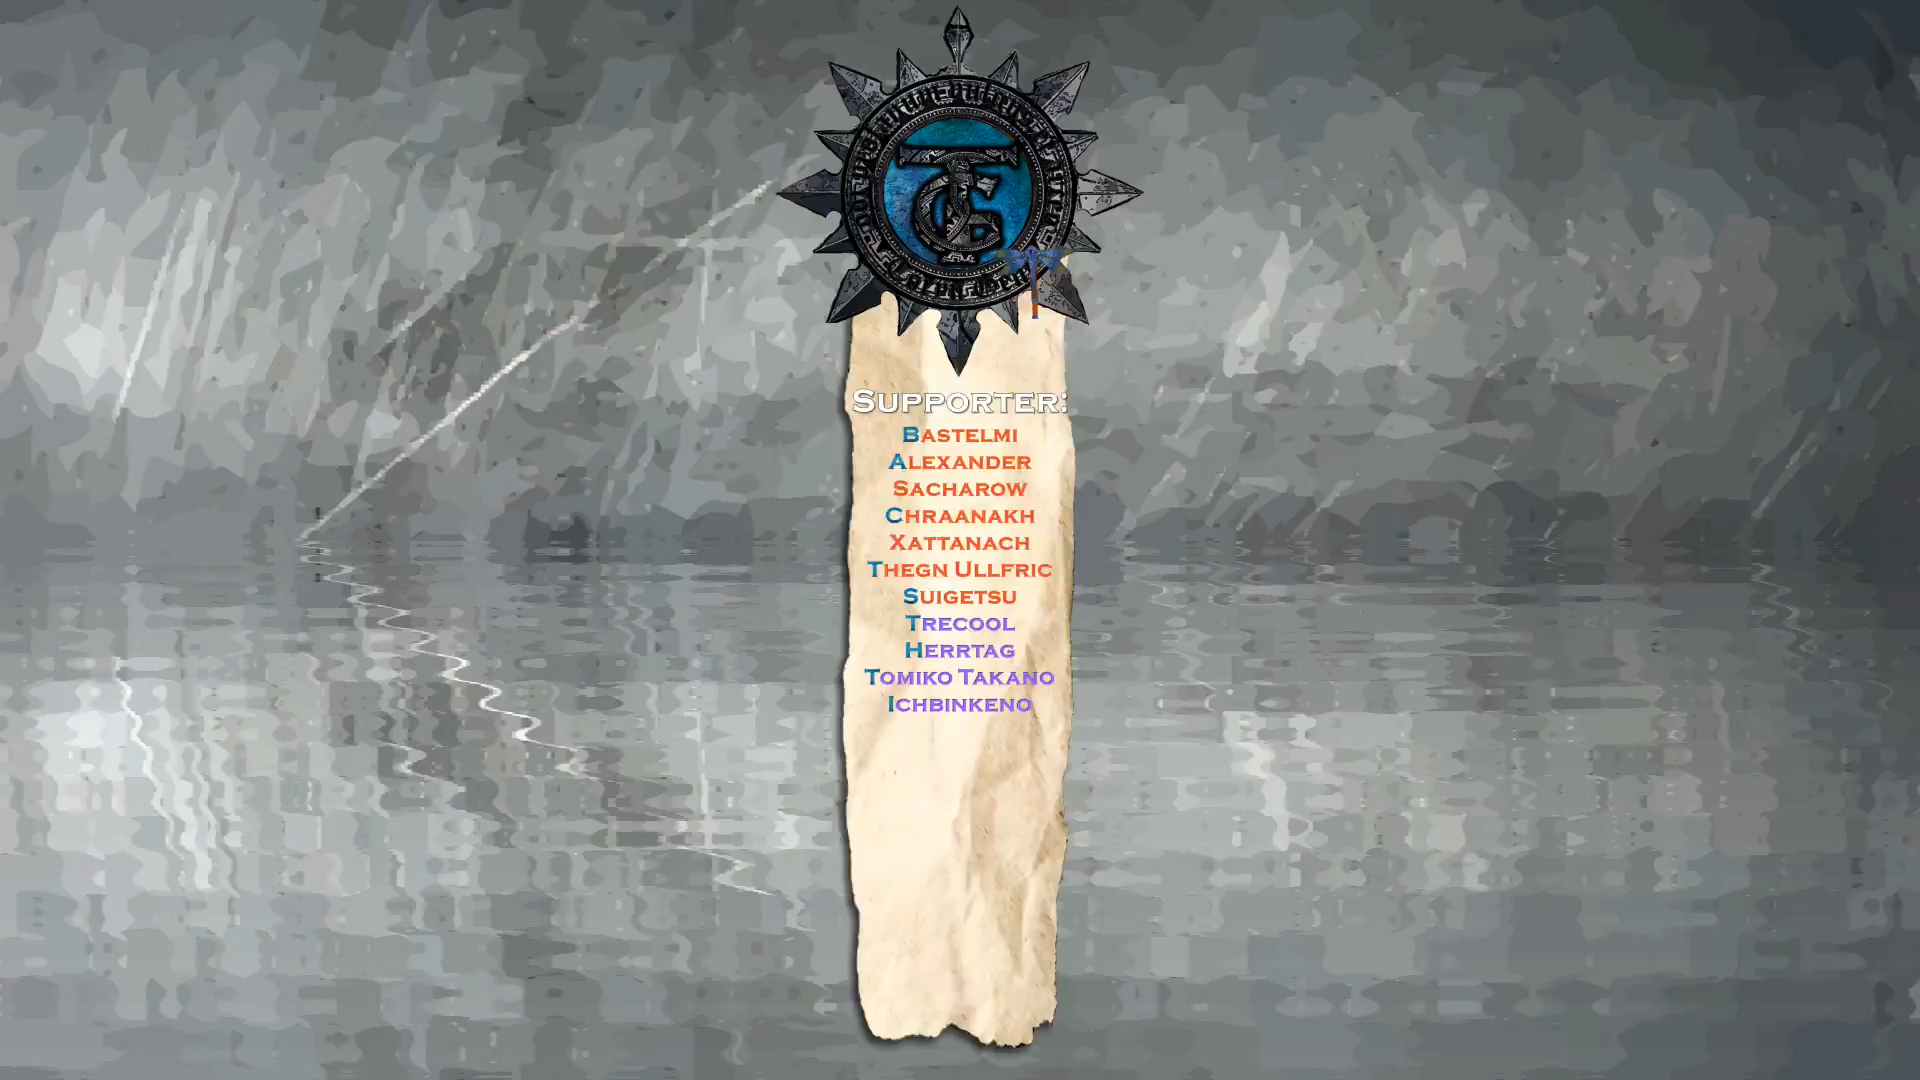 Supporter:
Bastelmi
Alexander
Sacharow
Chraanakh
Xattanach
Thegn Ullfric
Suigetsu
Trecool
Herrtag
Tomiko Takano
Ichbinkeno